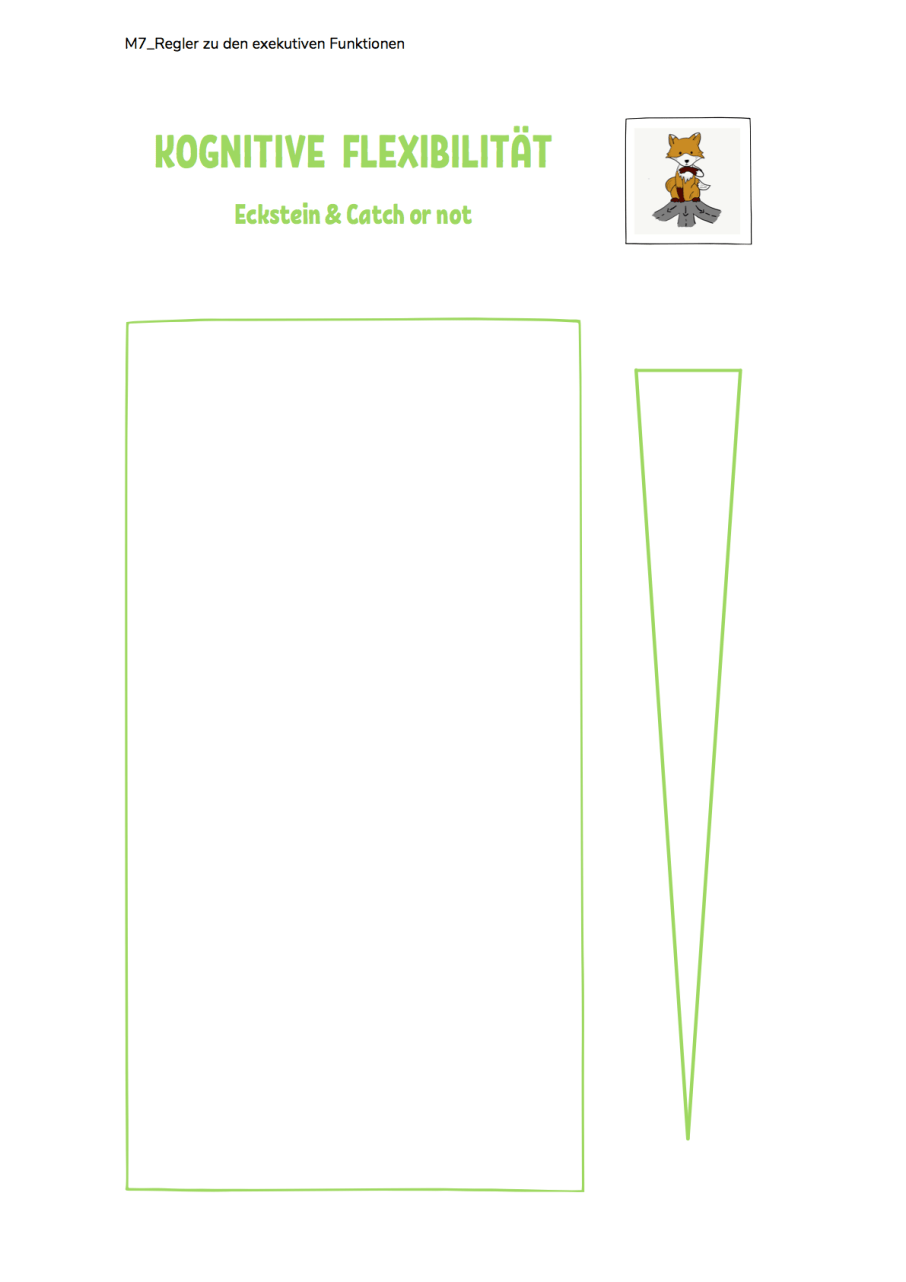 M7_Regler zu den exekutiven Funktionen
KOGNITIVE FLEXIBILITÄT
Eckstein & Catch or not